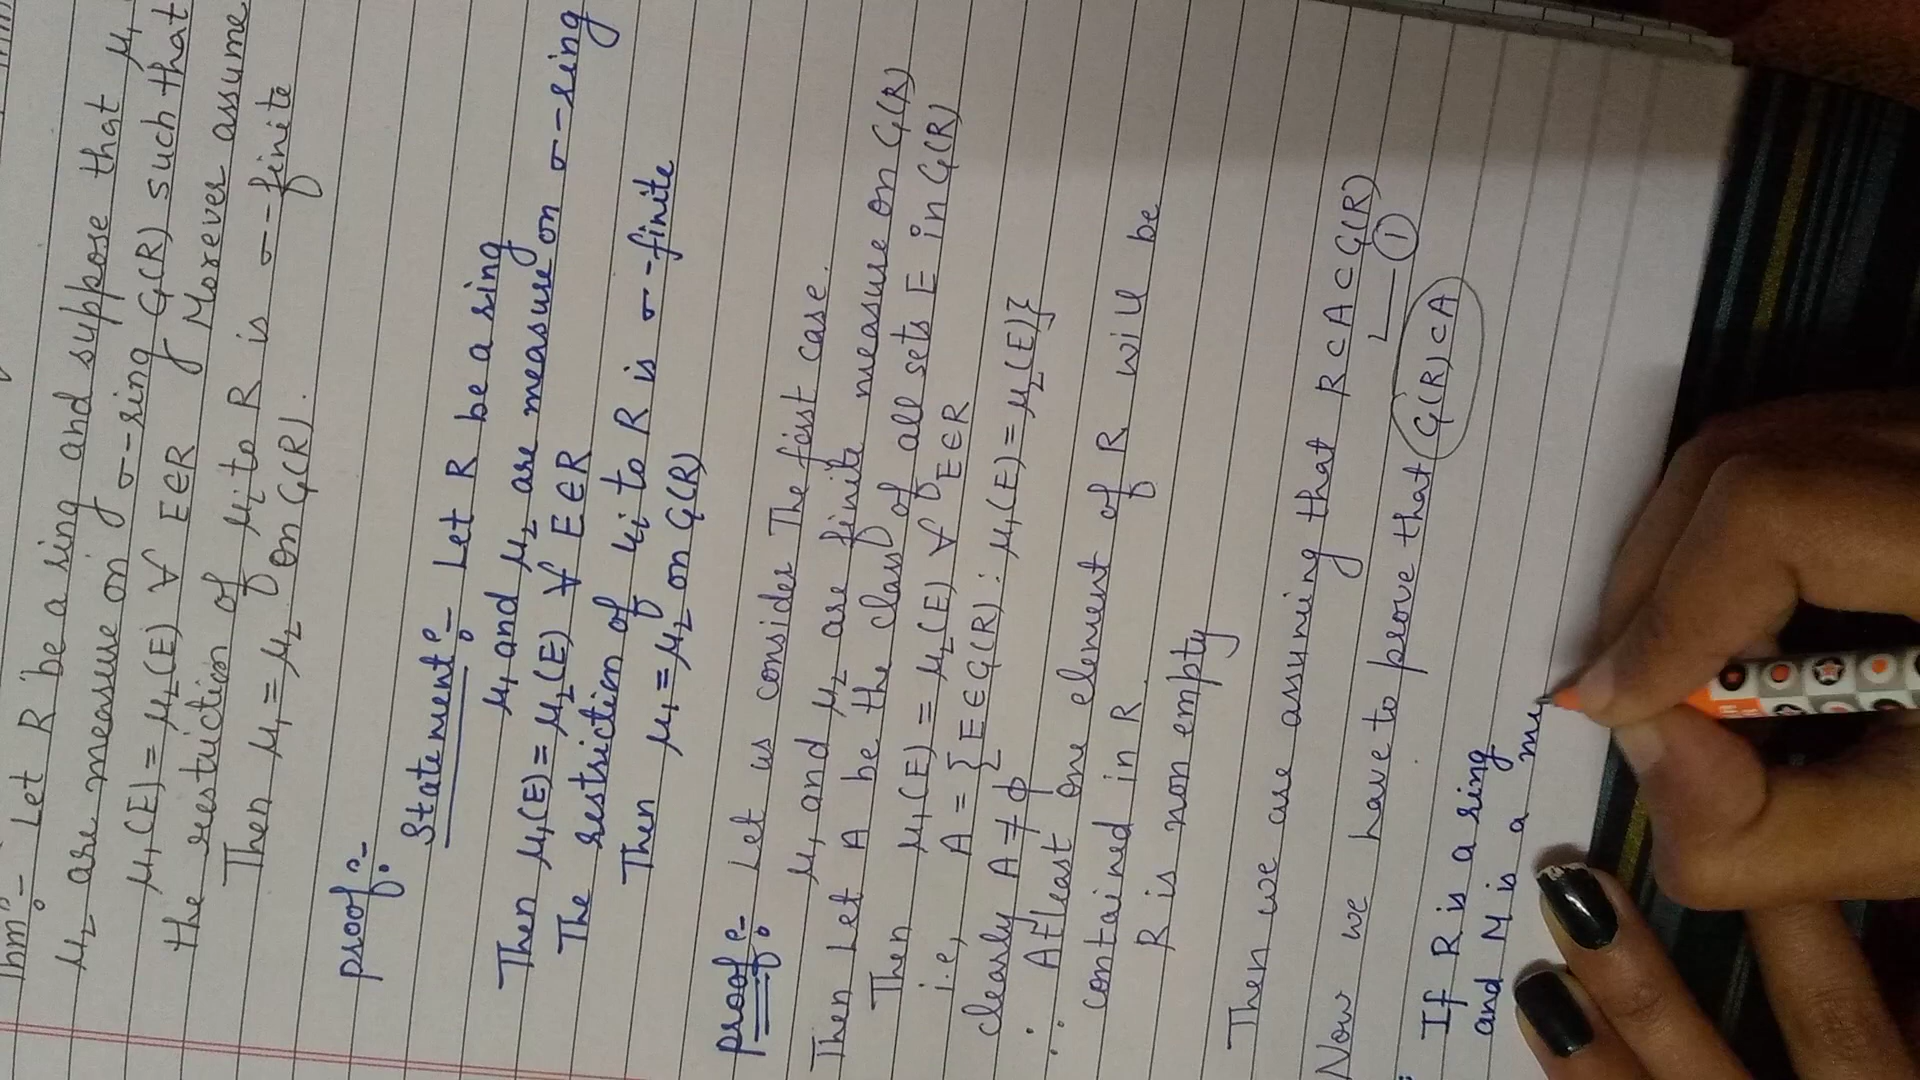 Thm:- Let R be a ring and suppose that μ₁
μ₂ are measure on σ-ring G(R) such that
μ₁(E) = μ₂(E) ∀ E∈R Morever assume
the restriction of μi to R is σ-finite
Then μ₁ = μ₂ on G(R).
proof:-
Statement:- Let R be a ring
μ₁ and μ₂ are measure on σ-ring
Then μ₁(E) = μ₂(E) ∀ E∈R
The restriction of μi to R is σ-finite
Then μ₁ = μ₂ on G(R)
proof:- Let us consider The first case.
μ₁ and μ₂ are finite measure on G(R)
Then Let A be the class of all sets E in G(R)
Then μ₁(E) = μ₂(E) ∀ E∈R
i.e, A = {E∈G(R) : μ₁(E) = μ₂(E)}
clearly A ≠ ϕ
∴ Atleast one element of R will be
contained in R
R is non empty
Then we are assuming that R⊂A⊂G(R)
①
Now we have to prove that G(R)⊂A
: If R is a ring
and M is a m